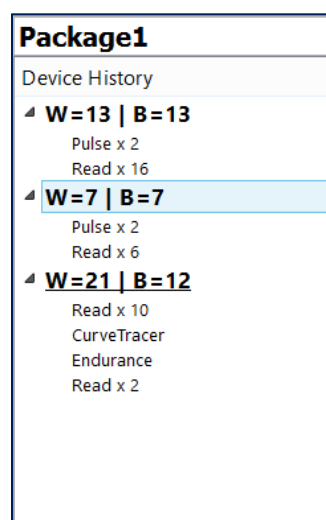 Package1
Device History
W=13 | B=13
Pulse x 2
Read x 16
W=7 | B=7
Pulse x 2
Read x 6
W=21 | B=12
Read x 10
CurveTracer
Endurance
Read x 2